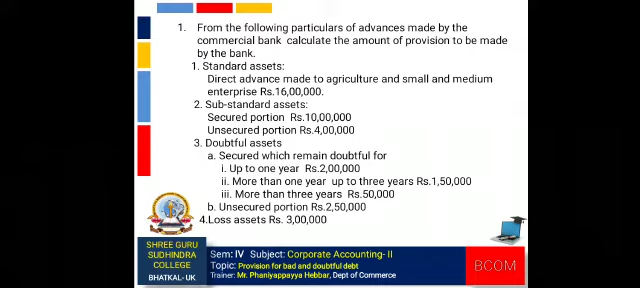 1. From the following particulars of advances made by the
commercial bank calculate the amount of provision to be made
by the bank.
1. Standard assets:
Direct advance made to agriculture and small and medium
enterprise Rs.16,00,000.
2. Sub-standard assets:
Secured portion Rs.10,00,000
Unsecured portion Rs.4,00,000
3. Doubtful assets
a. Secured which remain doubtful for
i. Up to one year Rs.2,00,000
ii. More than one year up to three years Rs.1,50,000
iii. More than three years Rs.50,000
b. Unsecured portion Rs.2,50,000
4.Loss assets Rs. 3,00,000
SHREE GURU
SUDHINDRA
COLLEGE
BHATKAL-UK
Sem: IV Subject: Corporate Accounting- II
Topic: Provision for bad and doubtful debt
Trainer: Mr. Phaniyappayya Hebbar, Dept of Commerce
BCOM